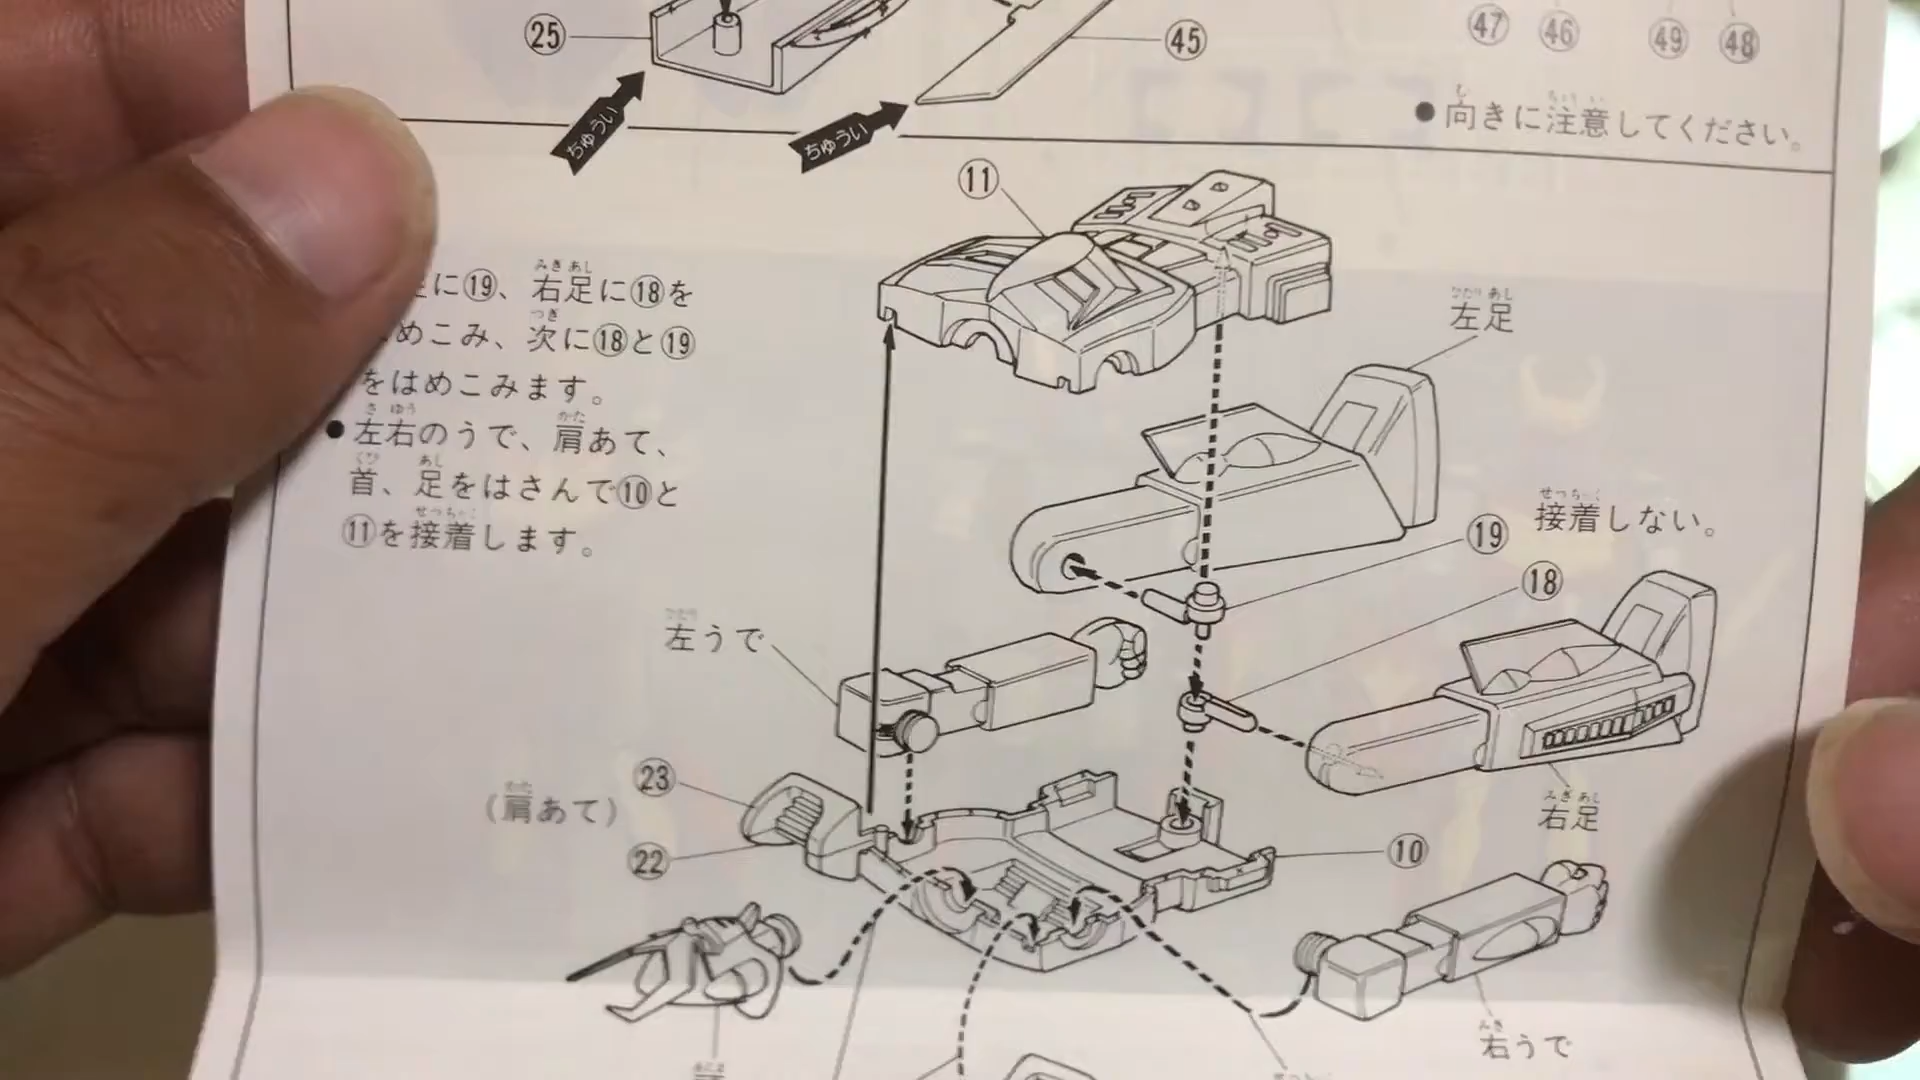 ㉕
㊺
㊼ ㊻ ㊾ ㊽
ちゅうい
ちゅうい
●向きに注意してください。
⑪
に⑲、右足に⑱を
めこみ、次に⑱と⑲
をはめこみます。
●左右のうで、肩あて、
首、足をはさんで⑩と
⑪を接着します。
左足
⑲ 接着しない。
⑱
左うで
㉓
(肩あて)
㉒
右足
⑩
右うで